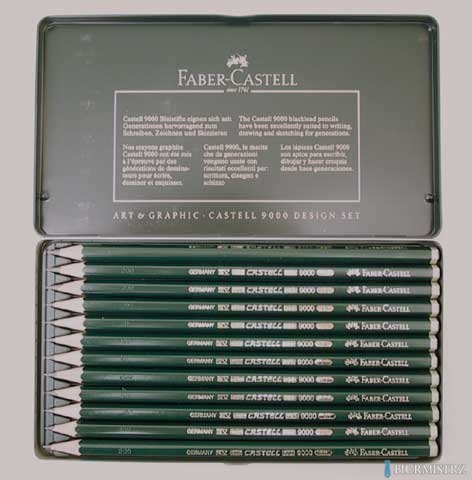 FABER-CASTELL
since 1761
Castell 9000 Bleistifte eignen sich seit
Generationen hervorragend zum
Schreiben, Zeichnen und Skizzieren
The Castell 9000 blacklead pencils
have been excellently suited to writing,
drawing and sketching for generations.
Nos crayons graphite
Castell 9000 ont été mis
à l'épreuve par des
générations de dessina-
teurs pour écrire,
dessiner et esquisser.
Castell 9000, la matite
che da generazioni
vengono usate con
risultati eccellenti per:
scrittura, disegno e
schizzo
Los lápices Castell 9000
son aptos para escribir,
dibujar y hacer croquis
desde hace generaciones.
ART & GRAPHIC · CASTELL 9000 DESIGN SET
CASTELL 9000 FABER-CASTELL
GERMANY CASTELL 9000 FABER-CASTELL
GERMANY CASTELL 9000 FABER-CASTELL
GERMANY CASTELL 9000 FABER-CASTELL
GERMANY CASTELL 9000 FABER-CASTELL
GERMANY CASTELL 9000 FABER-CASTELL
GERMANY CASTELL 9000 FABER-CASTELL
GERMANY CASTELL 9000 FABER-CASTELL
GERMANY CASTELL 9000 FABER-CASTELL
GERMANY CASTELL 9000 FABER-CASTELL
GERMANY CASTELL 9000 FABER-CASTELL
GERMANY CASTELL 9000 FABER-CASTELL
BIURMISTRZ